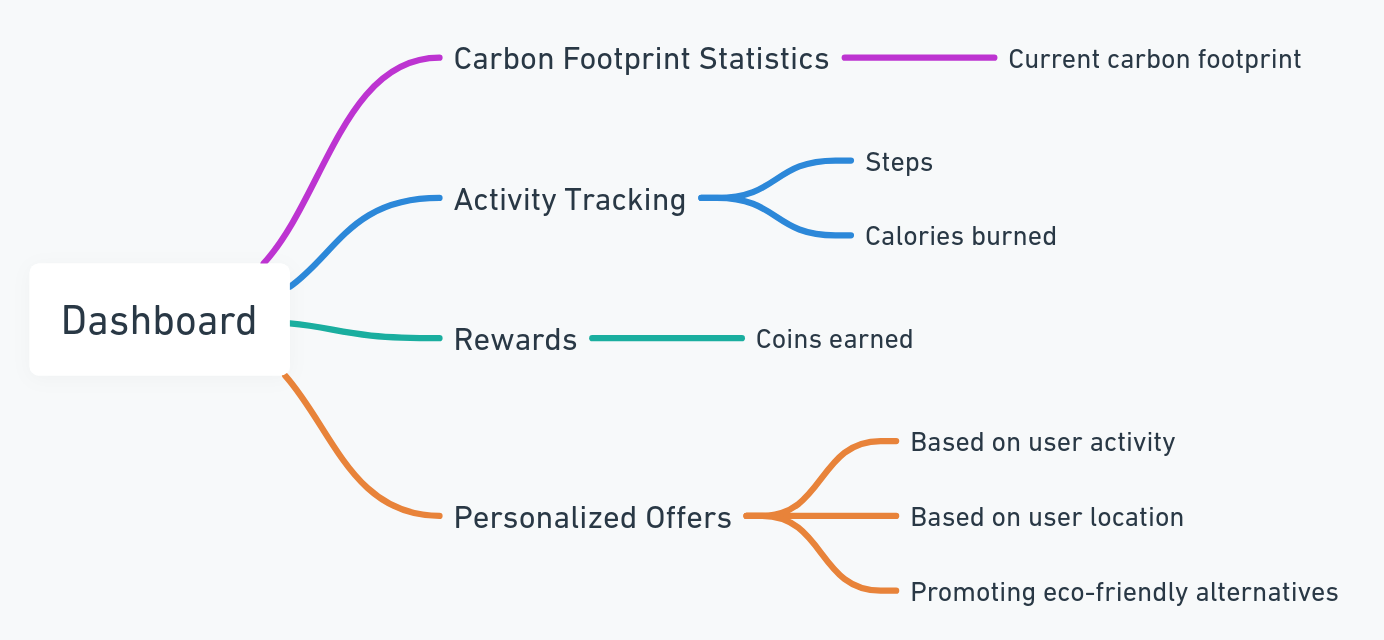 Dashboard
Carbon Footprint Statistics
Current carbon footprint
Activity Tracking
Steps
Calories burned
Rewards
Coins earned
Personalized Offers
Based on user activity
Based on user location
Promoting eco-friendly alternatives